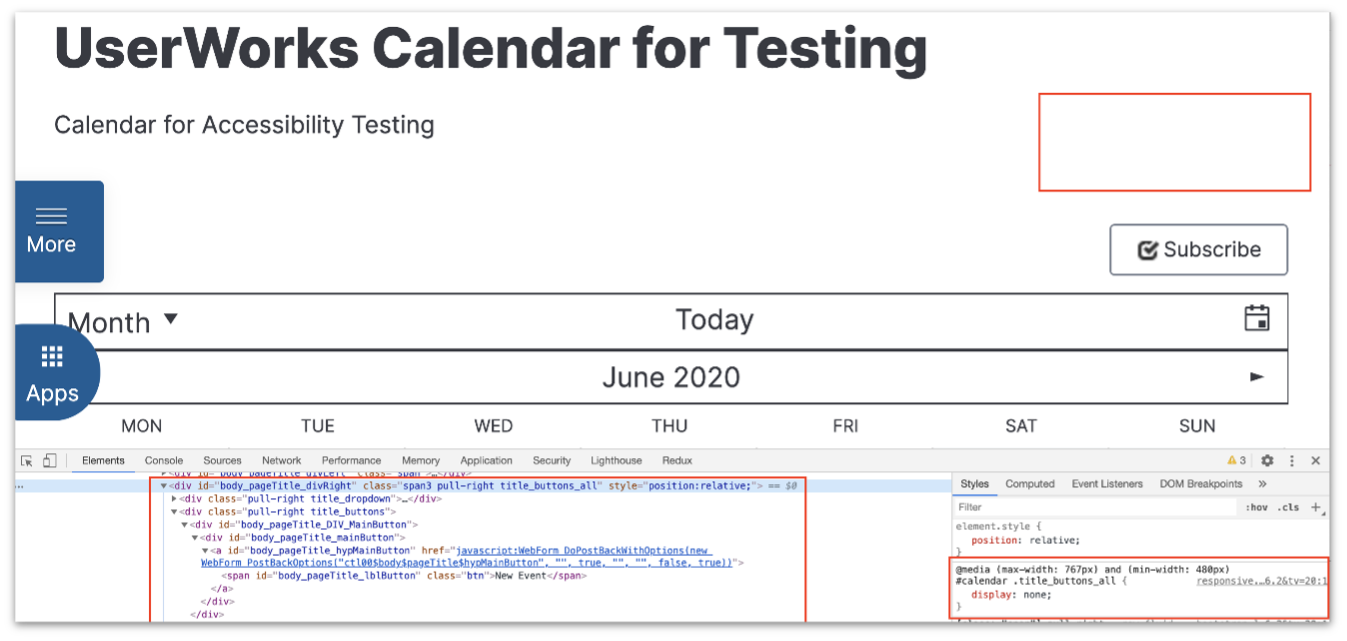 UserWorks Calendar for Testing
Calendar for Accessibility Testing
More
Subscribe
Month ▼ Today
Apps
June 2020 ►
MON TUE WED THU FRI SAT SUN
Elements Console Sources Network Performance Memory Application Security Lighthouse Redux 3
▼<div id="body_pageTitle_divRight" class="span3 pull-right title_buttons_all" style="position:relative;"> == $0
▶<div class="pull-right title_dropdown">…</div>
▼<div class="pull-right title_buttons">
▼<div id="body_pageTitle_DIV_MainButton">
▼<div id="body_pageTitle_mainButton">
▼<a id="body_pageTitle_hypMainButton" href="javascript:WebForm_DoPostBackWithOptions(new
WebForm_PostBackOptions("ctl00$body$pageTitle$hypMainButton", "", true, "", "", false, true))">
<span id="body_pageTitle_lblButton" class="btn">New Event</span>
</a>
</div>
</div>
Styles Computed Event Listeners DOM Breakpoints »
Filter :hov .cls +
element.style {
position: relative;
}
@media (max-width: 767px) and (min-width: 480px)
#calendar .title_buttons_all { responsive.…6.2&tv=20:1
display: none;
}